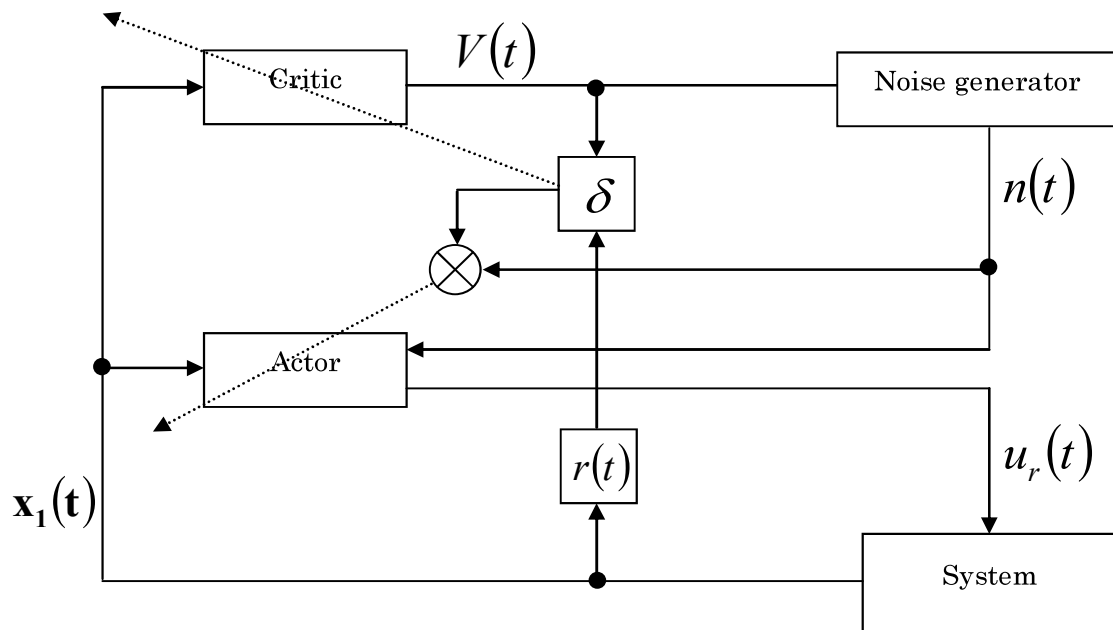 V(t)
Critic
Noise generator
δ
n(t)
Actor
r(t)
u_r(t)
x_1(t)
System